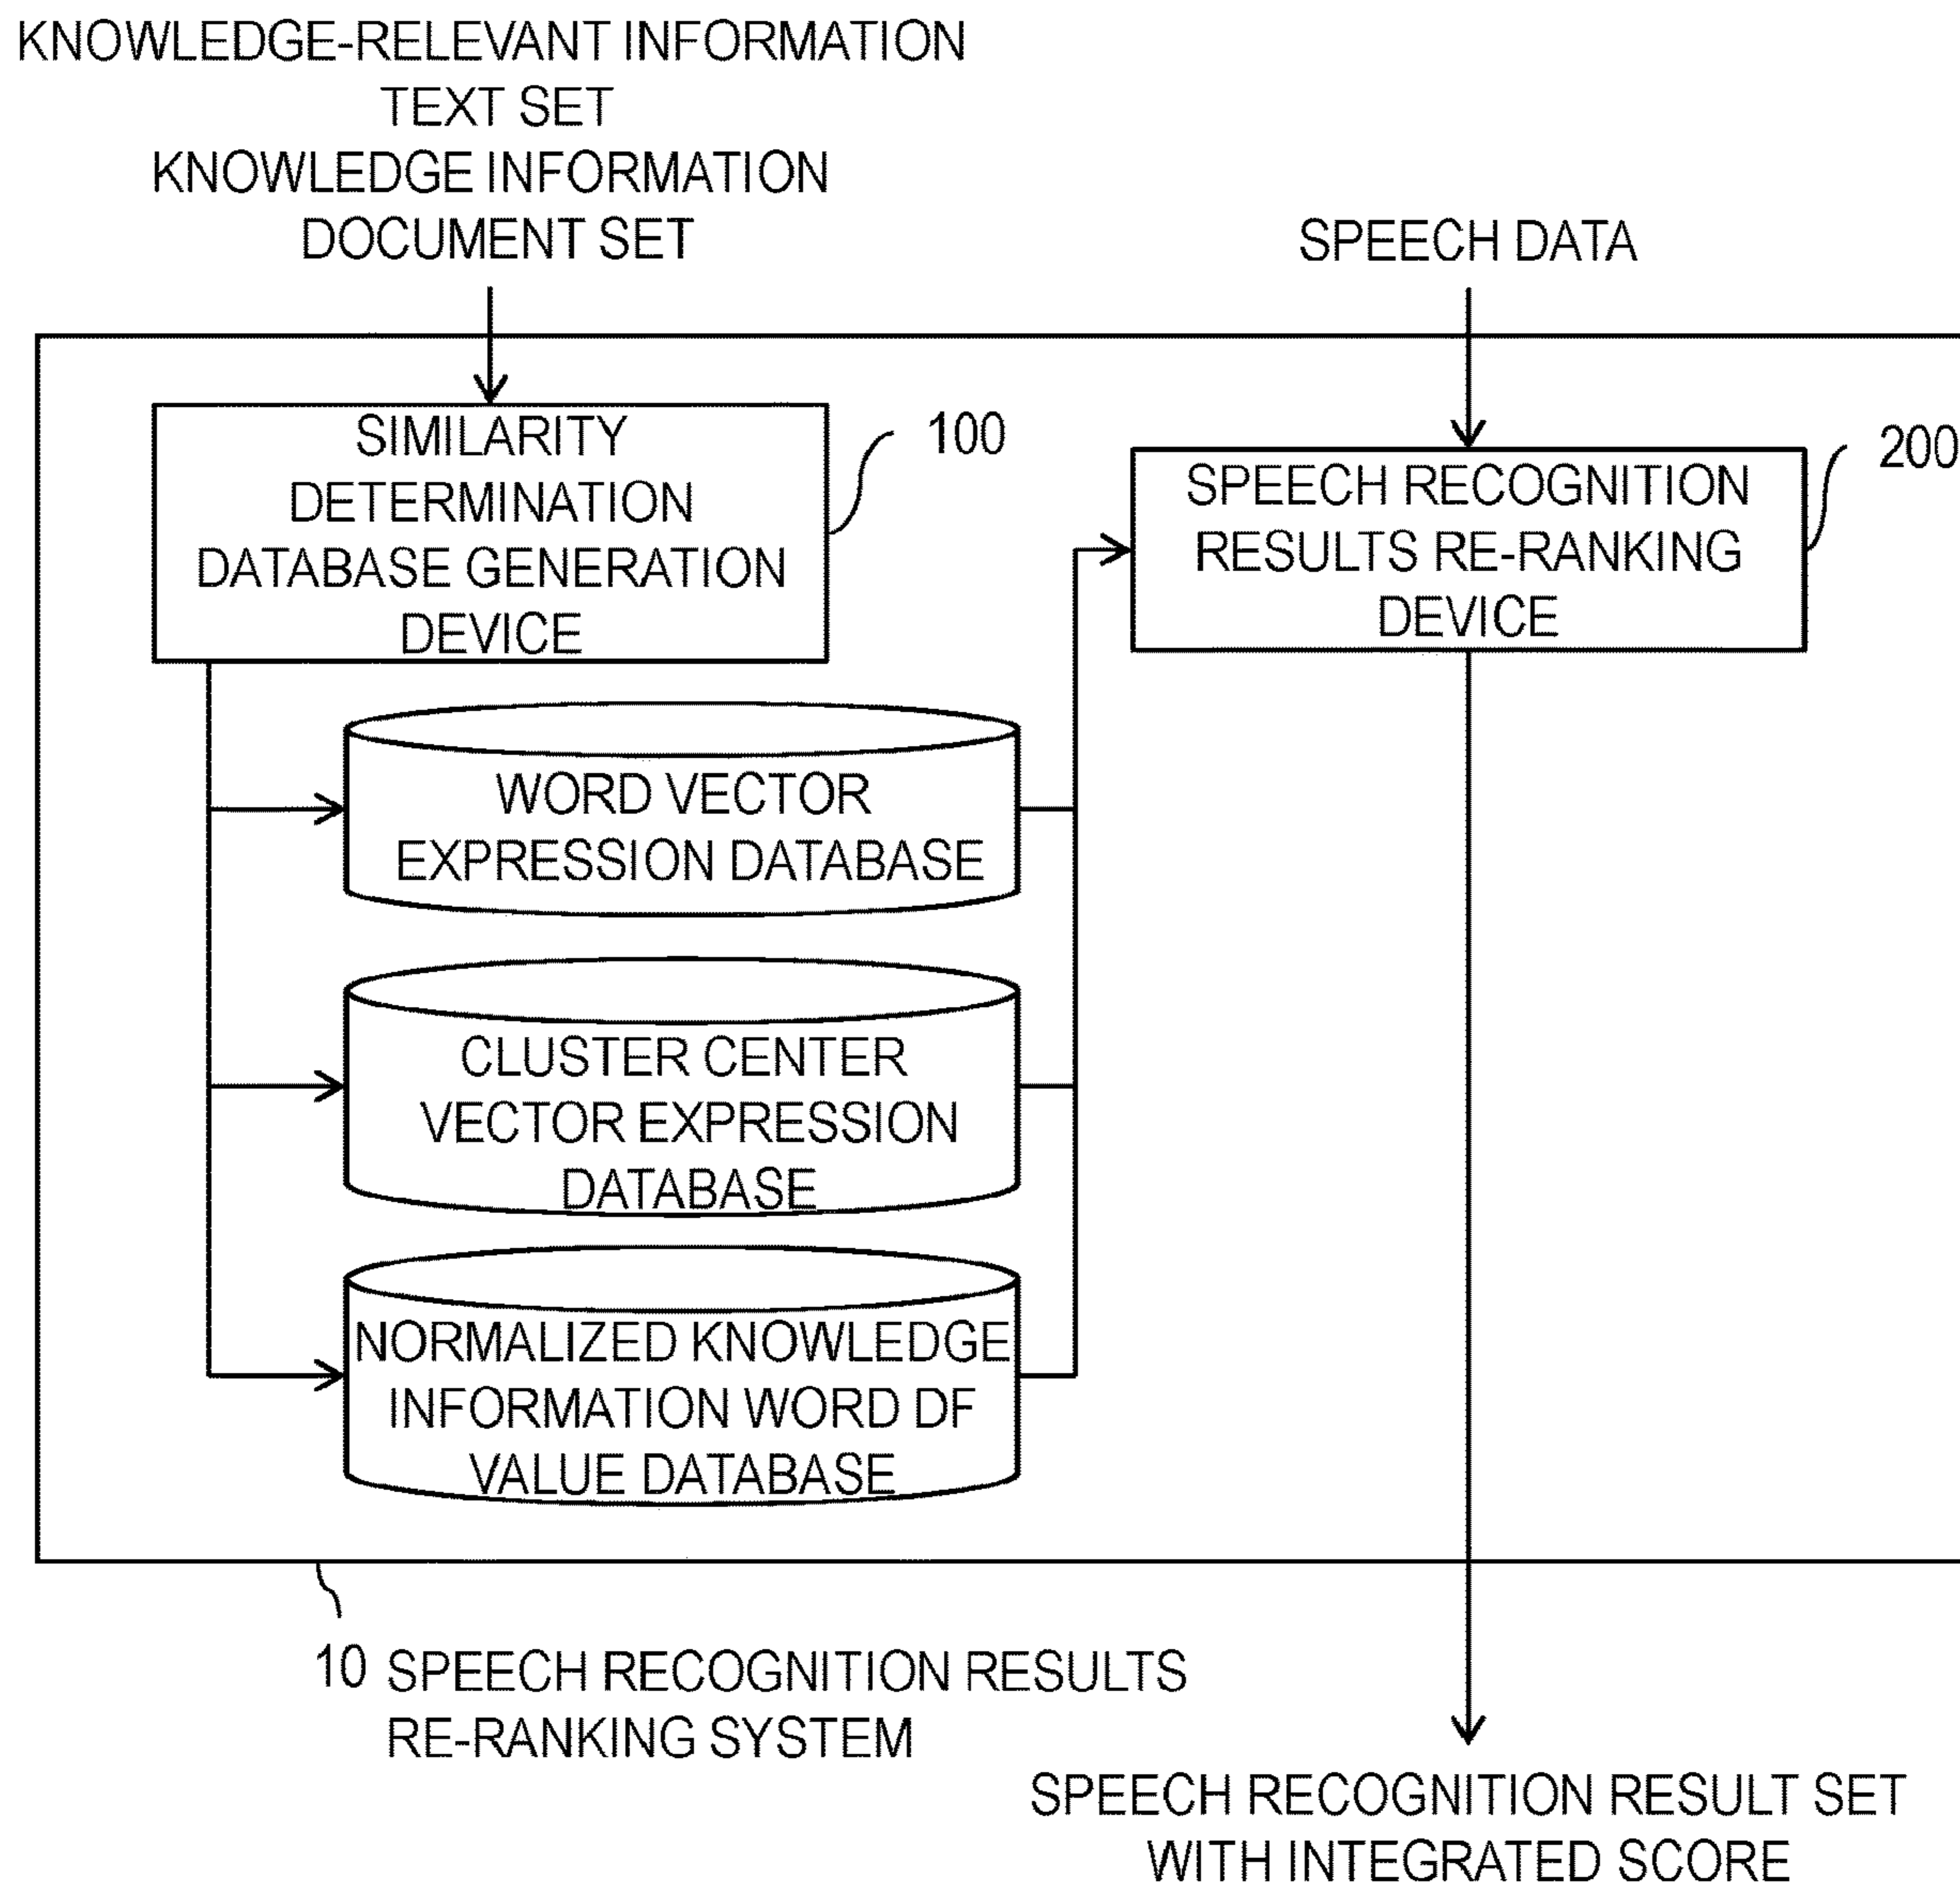 KNOWLEDGE-RELEVANT INFORMATION
TEXT SET
KNOWLEDGE INFORMATION
DOCUMENT SET
SPEECH DATA
SIMILARITY
DETERMINATION
DATABASE GENERATION
DEVICE
100
SPEECH RECOGNITION
RESULTS RE-RANKING
DEVICE
200
WORD VECTOR
EXPRESSION DATABASE
CLUSTER CENTER
VECTOR EXPRESSION
DATABASE
NORMALIZED KNOWLEDGE
INFORMATION WORD DF
VALUE DATABASE
10 SPEECH RECOGNITION RESULTS
RE-RANKING SYSTEM
SPEECH RECOGNITION RESULT SET
WITH INTEGRATED SCORE